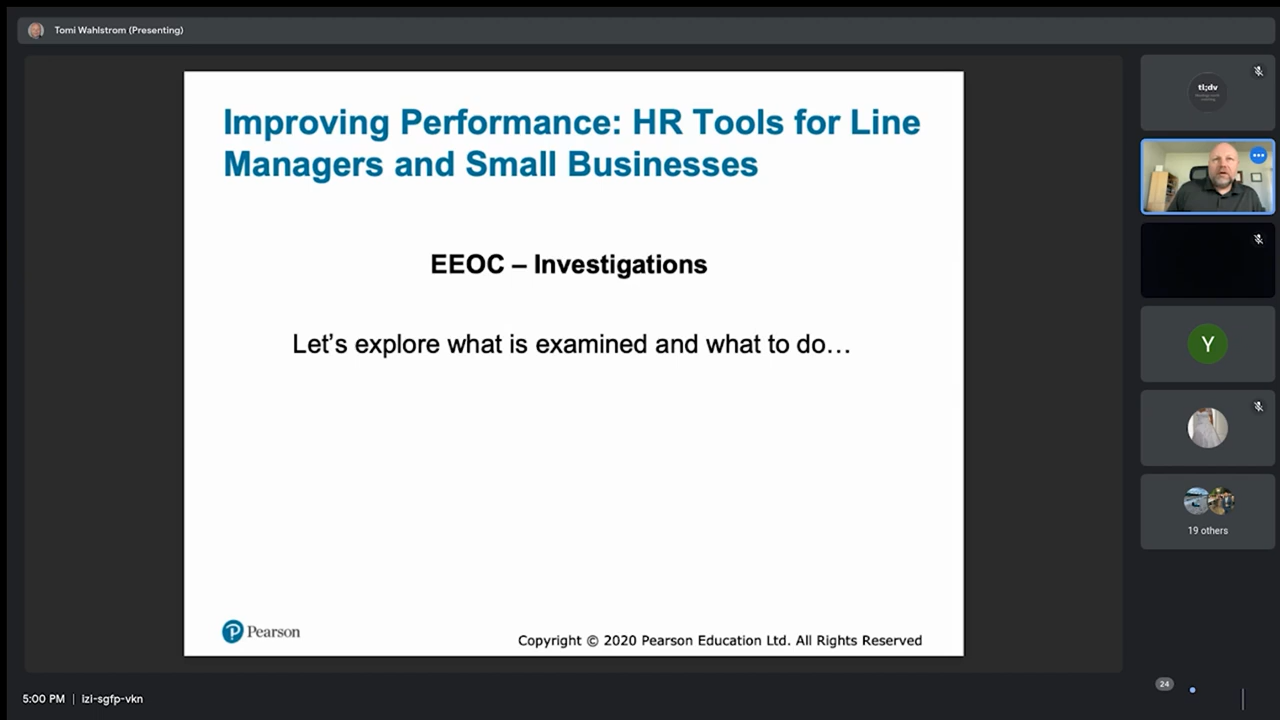 Tomi Wahlstrom (Presenting)
Improving Performance: HR Tools for Line
Managers and Small Businesses
EEOC – Investigations
Let’s explore what is examined and what to do…
Pearson
Copyright © 2020 Pearson Education Ltd. All Rights Reserved
tl;dv
Y
19 others
5:00 PM | izi-sgfp-vkn
24